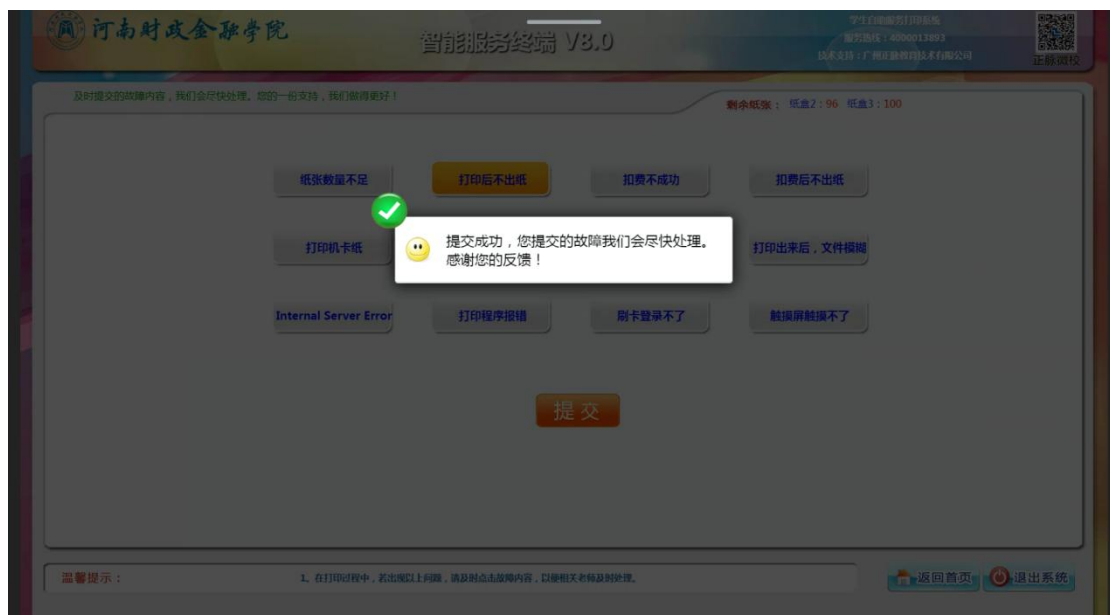 河南财政金融学院
智能服务终端 V8.0
学生自助服务打印系统
服务热线：4000013893
技术支持：广州正脉教育技术有限公司
正脉微校
及时提交的故障内容，我们会尽快处理。您的一份支持，我们做得更好！
剩余纸张： 纸盒2：96 纸盒3：100
纸张数量不足
打印后不出纸
扣费不成功
扣费后不出纸
打印机卡纸
提交成功，您提交的故障我们会尽快处理。
感谢您的反馈！
打印出来后，文件模糊
Internal Server Error
打印程序报错
刷卡登录不了
触摸屏触摸不了
提 交
温馨提示：
1、在打印过程中，若出现以上问题，请及时点击故障内容，以便相关老师及时处理。
返回首页
退出系统